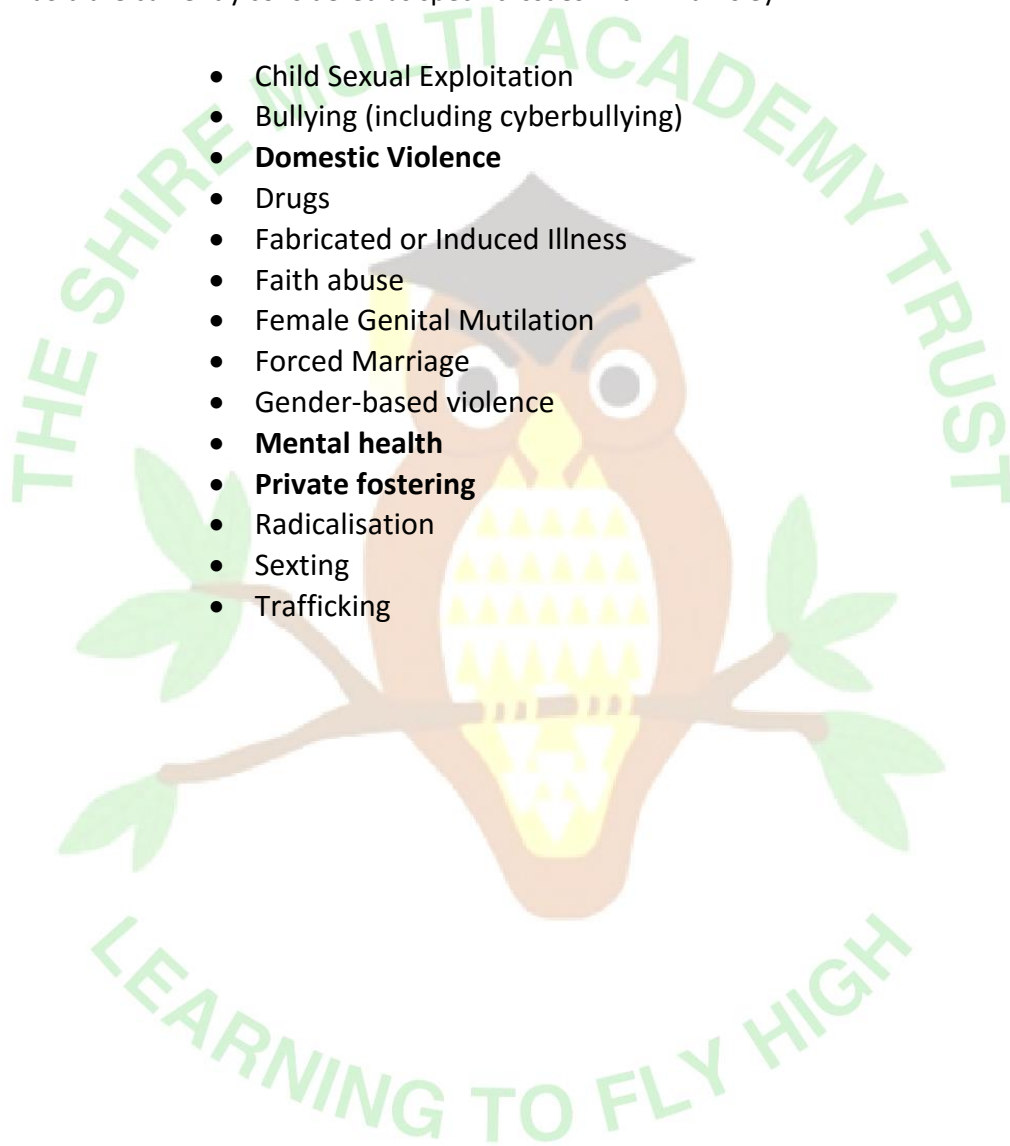 THE SHIRE MULTI ACADEMY TRUST
• Child Sexual Exploitation
• Bullying (including cyberbullying)
• Domestic Violence
• Drugs
• Fabricated or Induced Illness
• Faith abuse
• Female Genital Mutilation
• Forced Marriage
• Gender-based violence
• Mental health
• Private fostering
• Radicalisation
• Sexting
• Trafficking
LEARNING TO FLY HIGH